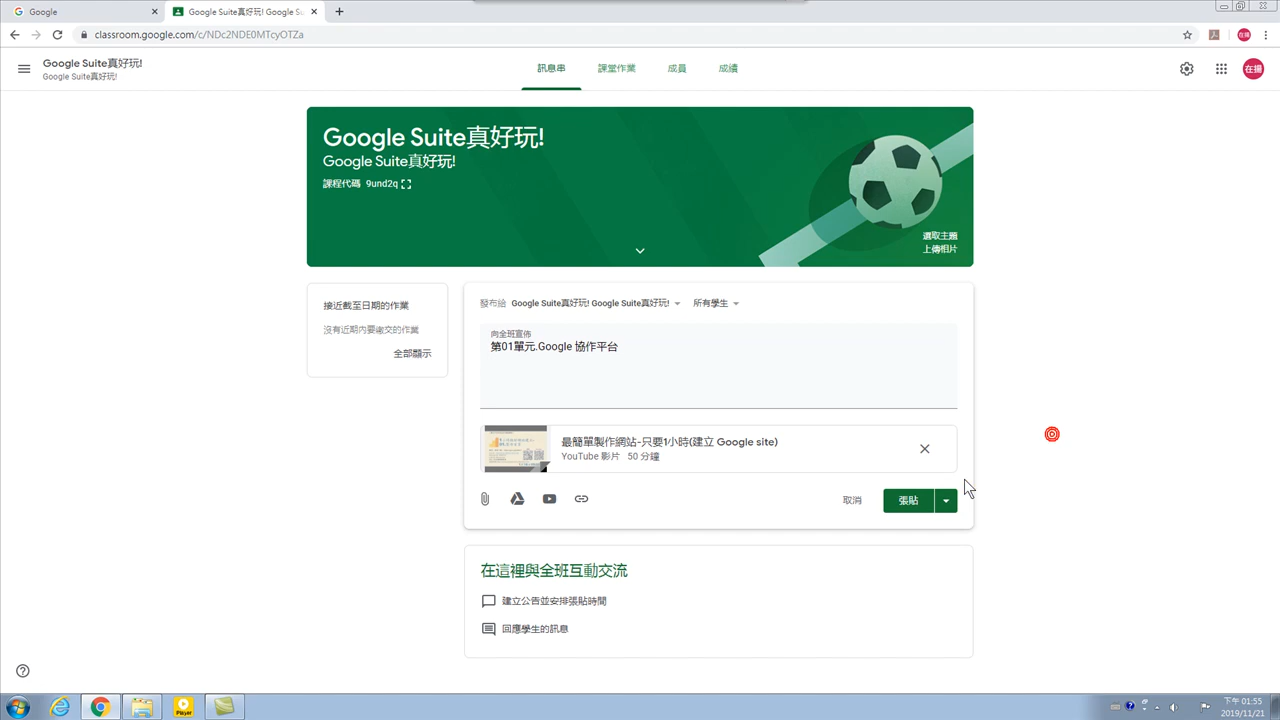 Google
Google Suite真好玩! Google Su
classroom.google.com/c/NDc2NDE0MTcyOTZa
在揚
Google Suite真好玩!
Google Suite真好玩!
訊息串
課堂作業
成員
成績
在揚
Google Suite真好玩!
Google Suite真好玩!
課程代碼 9und2q
選取主題
上傳相片
接近截至日期的作業
沒有近期內要繳交的作業
全部顯示
發布給 Google Suite真好玩! Google Suite真好玩! 所有學生
向全班宣佈
第01單元.Google 協作平台
最簡單製作網站-只要1小時(建立 Google site)
YouTube 影片 50 分鐘
取消
張貼
在這裡與全班互動交流
建立公告並安排張貼時間
回應學生的訊息
Player
下午 01:55
2019/11/21